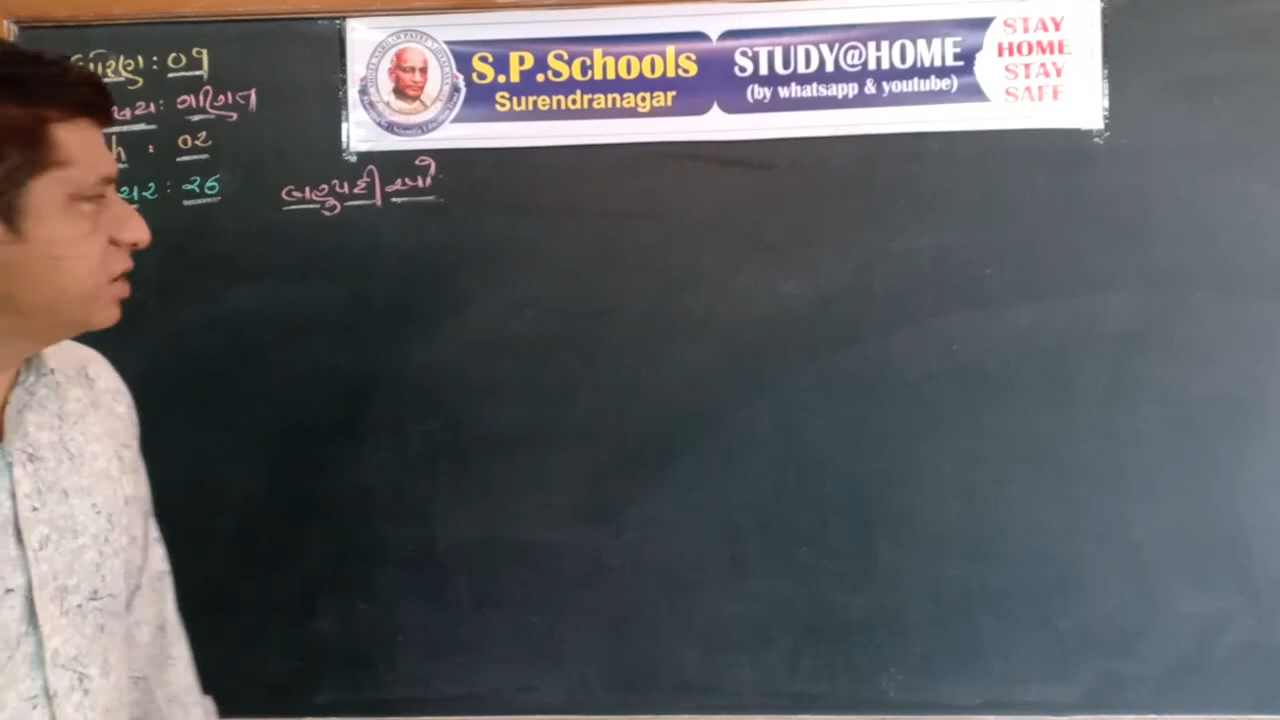 S.P.Schools
Surendranagar
STUDY@HOME
(by whatsapp & youtube)
STAY
HOME
STAY
SAFE
: ૦૧
: ગણિત
: ૦૨
: ૨૬
બહુપદીઓ